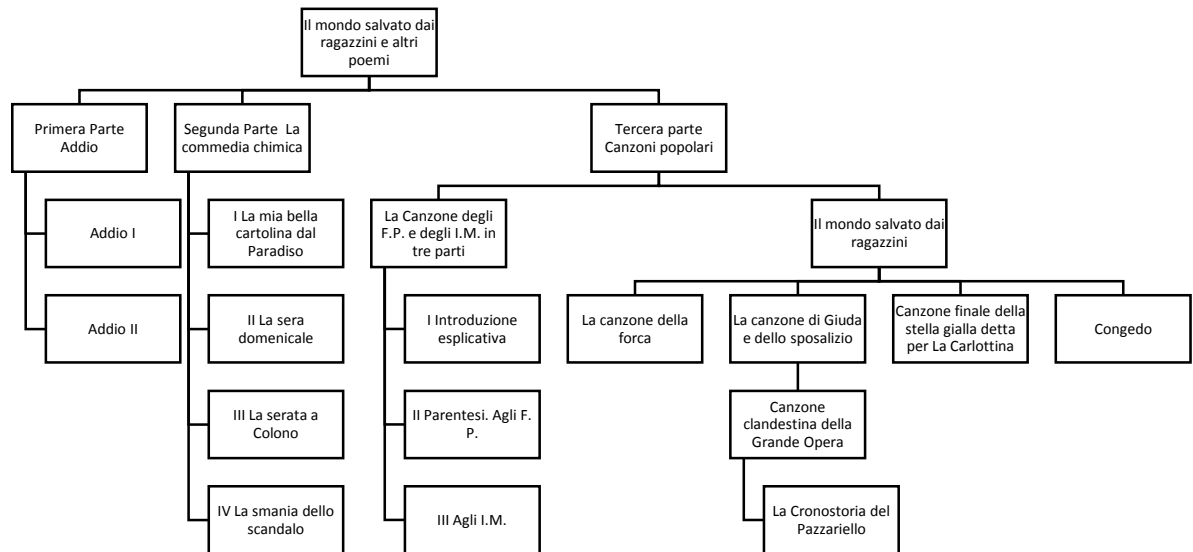 Il mondo salvato dai
ragazzini e altri
poemi
Primera Parte
Addio
Segunda Parte La
commedia chimica
Tercera parte
Canzoni popolari
Addio I
I La mia bella
cartolina dal
Paradiso
La Canzone degli
F.P. e degli I.M. in
tre parti
Il mondo salvato dai
ragazzini
Addio II
II La sera
domenicale
I Introduzione
esplicativa
La canzone della
forca
La canzone di Giuda
e dello sposalizio
Canzone finale della
stella gialla detta
per La Carlottina
Congedo
III La serata a
Colono
II Parentesi. Agli F.
P.
Canzone
clandestina della
Grande Opera
IV La smania dello
scandalo
III Agli I.M.
La Cronostoria del
Pazzariello